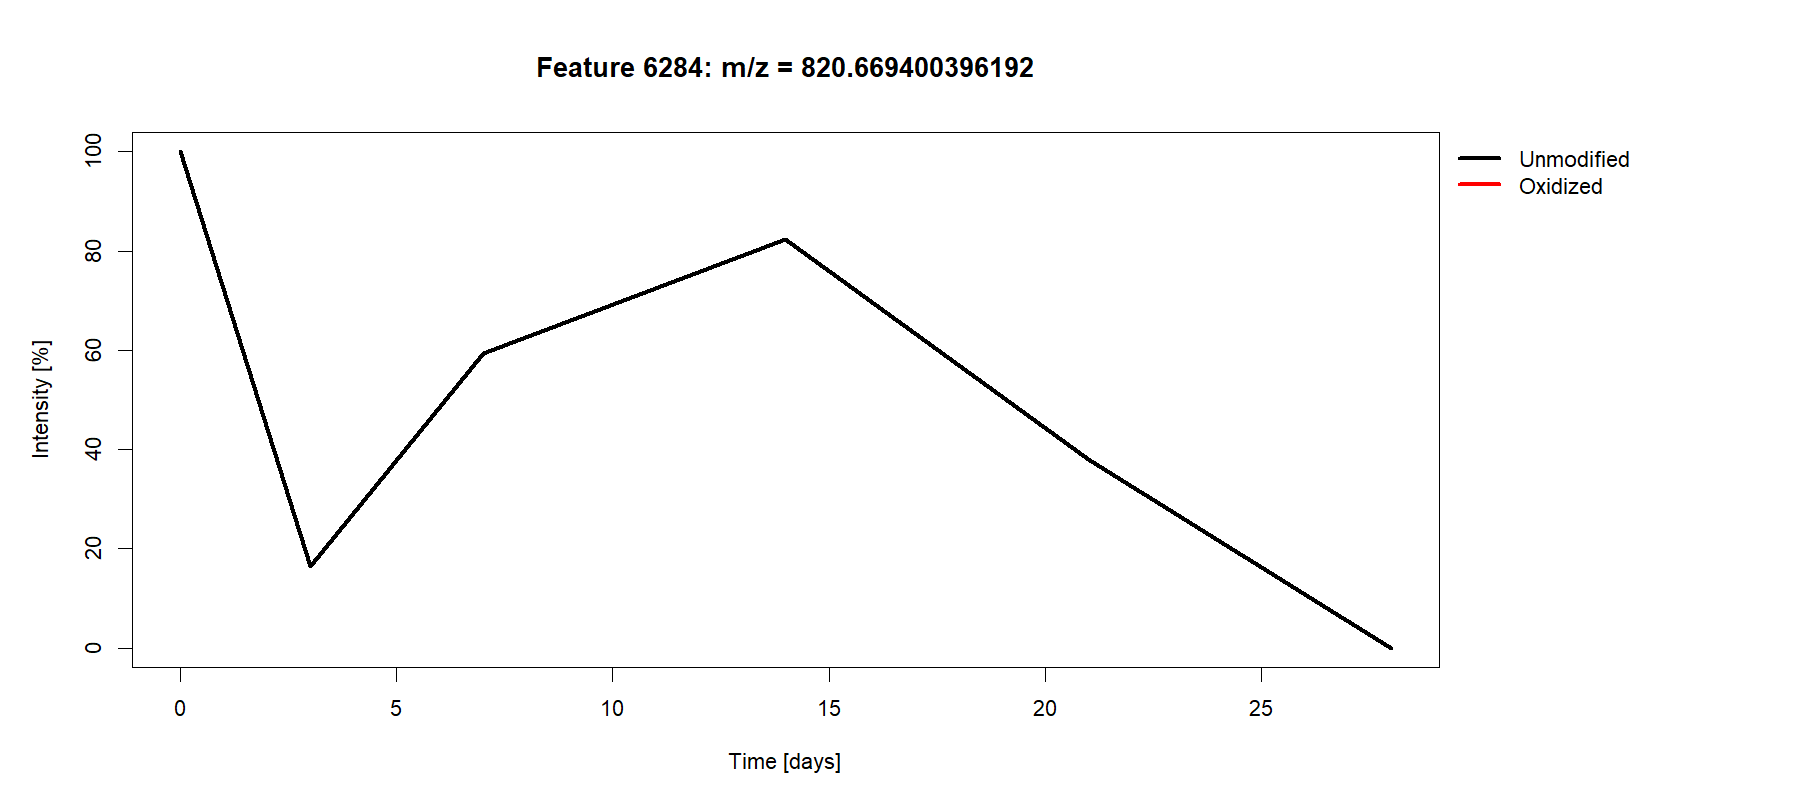 Feature 6284: m/z = 820.669400396192
Unmodified
Oxidized
Intensity [%]
100
80
60
40
20
0
0 5 10 15 20 25
Time [days]